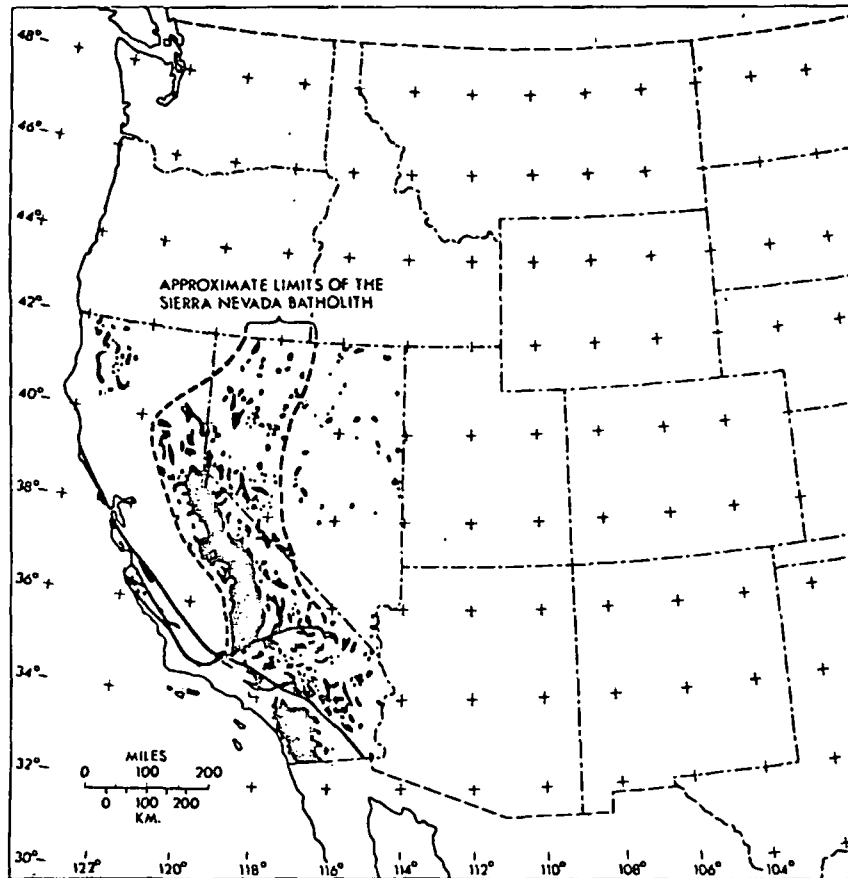 48°
46°
44°
APPROXIMATE LIMITS OF THE
SIERRA NEVADA BATHOLITH
42°
40°
38°
36°
34°
32°
MILES
0 100 200
0 100 200
KM.
30°
122° 120° 118° 116° 114° 112° 110° 108° 106° 104°